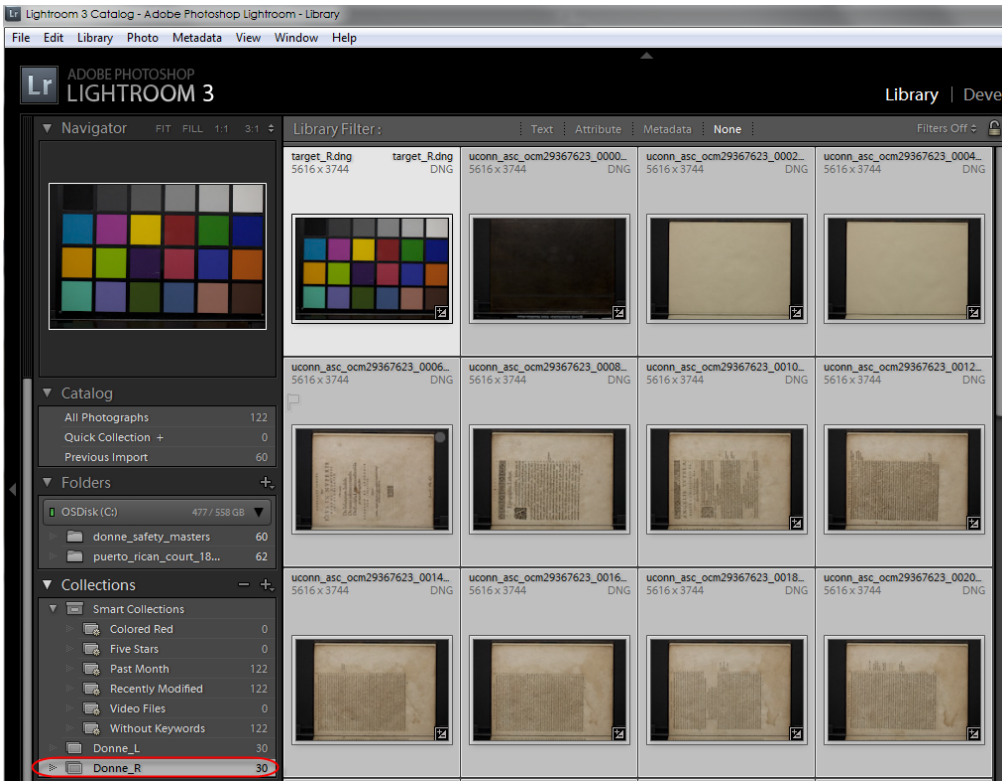 Lr Lightroom 3 Catalog - Adobe Photoshop Lightroom - Library
File Edit Library Photo Metadata View Window Help
Lr ADOBE PHOTOSHOP
LIGHTROOM 3
Library | Deve
Navigator FIT FILL 1:1 3:1
Library Filter: Text Attribute Metadata None Filters Off
target_R.dng target_R.dng
5616 x 3744 DNG
uconn_asc_ocm29367623_0000...
5616 x 3744 DNG
uconn_asc_ocm29367623_0002...
5616 x 3744 DNG
uconn_asc_ocm29367623_0004...
5616 x 3744 DNG
uconn_asc_ocm29367623_0006...
5616 x 3744 DNG
uconn_asc_ocm29367623_0008...
5616 x 3744 DNG
uconn_asc_ocm29367623_0010...
5616 x 3744 DNG
uconn_asc_ocm29367623_0012...
5616 x 3744 DNG
uconn_asc_ocm29367623_0014...
5616 x 3744 DNG
uconn_asc_ocm29367623_0016...
5616 x 3744 DNG
uconn_asc_ocm29367623_0018...
5616 x 3744 DNG
uconn_asc_ocm29367623_0020...
5616 x 3744 DNG
Catalog
All Photographs 122
Quick Collection + 0
Previous Import 60
Folders +
OSDisk (C:) 477 / 558 GB
donne_safety_masters 60
puerto_rican_court_18... 62
Collections − +
Smart Collections
Colored Red 0
Five Stars 0
Past Month 122
Recently Modified 122
Video Files 0
Without Keywords 122
Donne_L 30
Donne_R 30